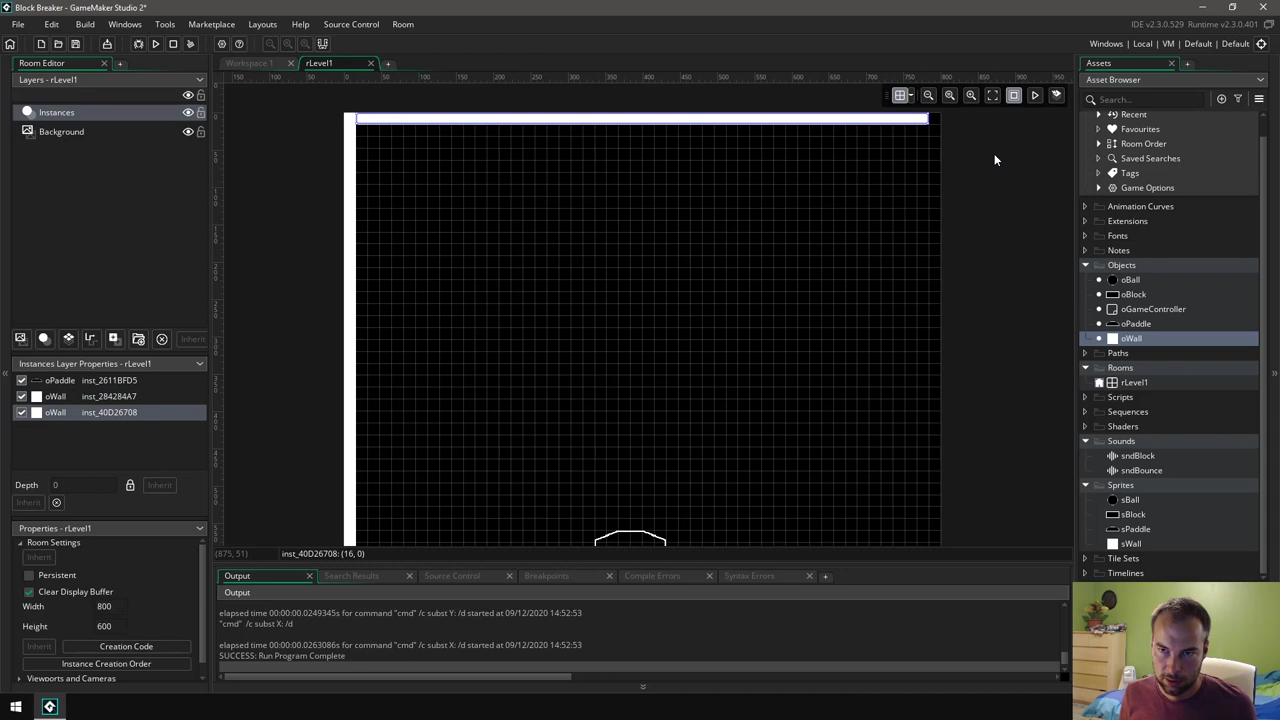 Block Breaker - GameMaker Studio 2*
File Edit Build Windows Tools Marketplace Layouts Source Control Room
IDE v2.3.0.529 Runtime v2.3.0.401
Windows | Local | VM | Default | Default
Room Editor
Workspace 1
rLevel1
Assets
Layers - rLevel1
Asset Browser
Instances
Background
Search...
Recent
Favourites
Room Order
Saved Searches
Tags
Game Options
Animation Curves
Extensions
Fonts
Notes
Objects
oBall
oBlock
oGameController
oPaddle
oWall
Paths
Rooms
rLevel1
Scripts
Sequences
Shaders
Sounds
sndBlock
sndBounce
Sprites
sBall
sBlock
sPaddle
sWall
Tile Sets
Timelines
Inherit
Instances Layer Properties - rLevel1
oPaddle inst_2611BFD5
oWall inst_284284A7
oWall inst_40D26708
Depth 0 Inherit
Inherit
Properties - rLevel1
Room Settings
Inherit
Persistent
Clear Display Buffer
Width 800
Height 600
Inherit Creation Code
Instance Creation Order
Viewports and Cameras
(875, 51) inst_40D26708: (16, 0)
Output Search Results Source Control Breakpoints Compile Errors Syntax Errors
Output
elapsed time 00:00:00.0249345s for command "cmd" /c subst Y: /d started at 09/12/2020 14:52:53
"cmd" /c subst X: /d
elapsed time 00:00:00.0263086s for command "cmd" /c subst X: /d started at 09/12/2020 14:52:53
SUCCESS: Run Program Complete